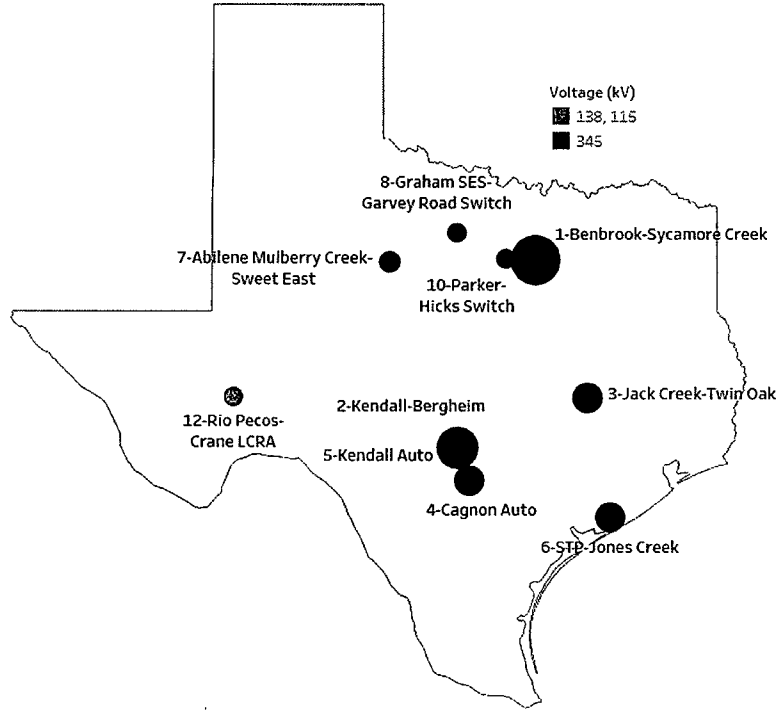 Voltage (kV)
138, 115
345
8-Graham SES-
Garvey Road Switch
1-Benbrook-Sycamore Creek
7-Abilene Mulberry Creek-
Sweet East
10-Parker-
Hicks Switch
3-Jack Creek-Twin Oak
2-Kendall-Bergheim
12-Rio Pecos-
Crane LCRA
5-Kendall Auto
4-Cagnon Auto
6-STP-Jones Creek